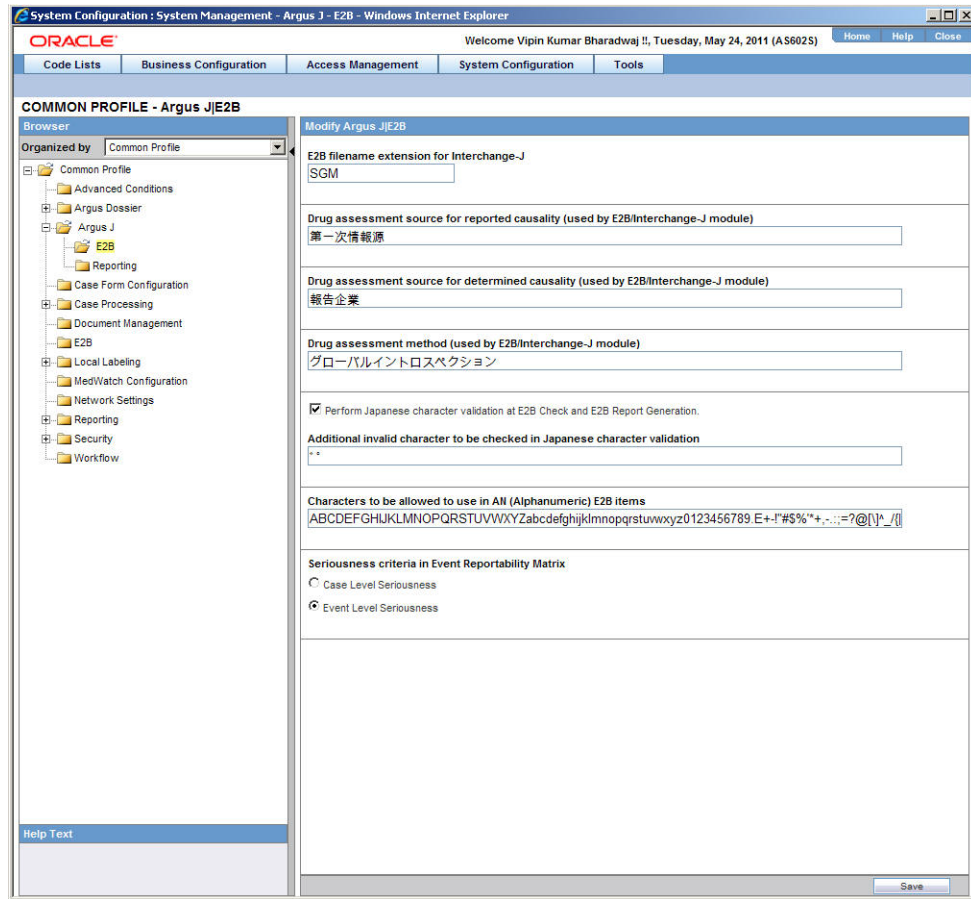 System Configuration : System Management - Argus J - E2B - Windows Internet Explorer
ORACLE
Welcome Vipin Kumar Bharadwaj !!, Tuesday, May 24, 2011 (AS602S)
Home Help Close
Code Lists Business Configuration Access Management System Configuration Tools
COMMON PROFILE - Argus J|E2B
Browser
Organized by Common Profile
Common Profile
Advanced Conditions
Argus Dossier
Argus J
E2B
Reporting
Case Form Configuration
Case Processing
Document Management
E2B
Local Labeling
MedWatch Configuration
Network Settings
Reporting
Security
Workflow
Help Text
Modify Argus J|E2B
E2B filename extension for Interchange-J
SGM
Drug assessment source for reported causality (used by E2B/Interchange-J module)
第一次情報源
Drug assessment source for determined causality (used by E2B/Interchange-J module)
報告企業
Drug assessment method (used by E2B/Interchange-J module)
グローバルイントロスペクション
Perform Japanese character validation at E2B Check and E2B Report Generation.
Additional invalid character to be checked in Japanese character validation
Characters to be allowed to use in AN (Alphanumeric) E2B items
ABCDEFGHIJKLMNOPQRSTUVWXYZabcdefghijklmnopqrstuvwxyz0123456789.E+-!"#$%'*+,-.:;=?@[\]^_/{|
Seriousness criteria in Event Reportability Matrix
Case Level Seriousness
Event Level Seriousness
Save